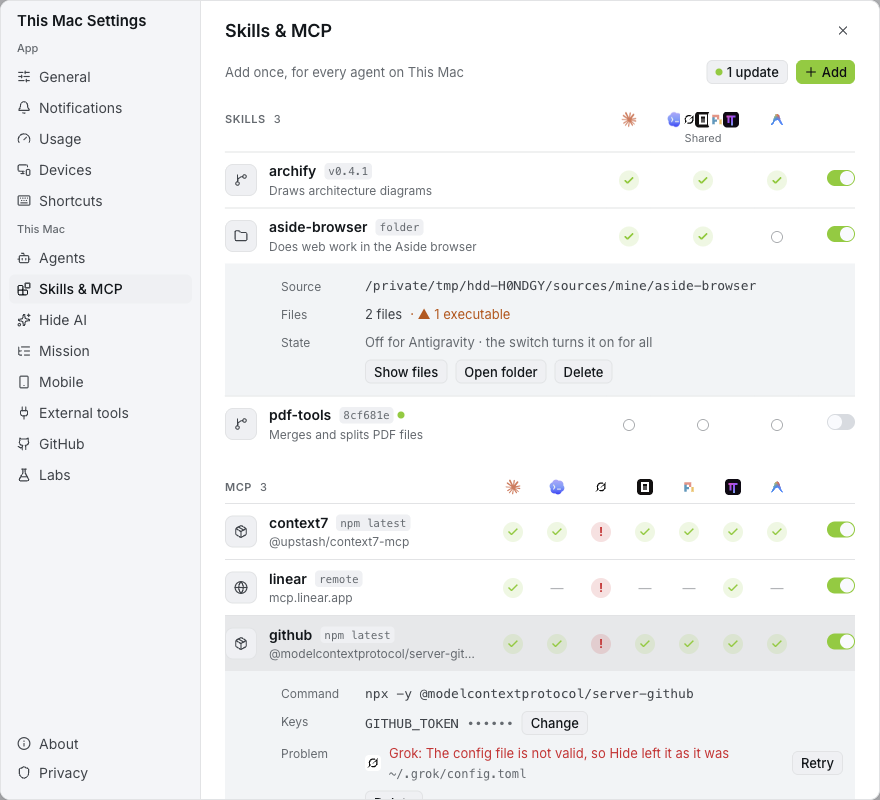 This Mac Settings
App
General
Notifications
Usage
Devices
Shortcuts
This Mac
Agents
Skills & MCP
Hide AI
Mission
Mobile
External tools
GitHub
Labs
About
Privacy
Skills & MCP
Add once, for every agent on This Mac
1 update
+ Add
SKILLS 3
Shared
archify v0.4.1
Draws architecture diagrams
aside-browser folder
Does web work in the Aside browser
Source /private/tmp/hdd-H0NDGY/sources/mine/aside-browser
Files 2 files · 1 executable
State Off for Antigravity · the switch turns it on for all
Show files Open folder Delete
pdf-tools 8cf681e
Merges and splits PDF files
MCP 3
context7 npm latest
@upstash/context7-mcp
linear remote
mcp.linear.app
github npm latest
@modelcontextprotocol/server-git…
Command npx -y @modelcontextprotocol/server-github
Keys GITHUB_TOKEN •••••• Change
Problem Grok: The config file is not valid, so Hide left it as it was
~/.grok/config.toml
Retry